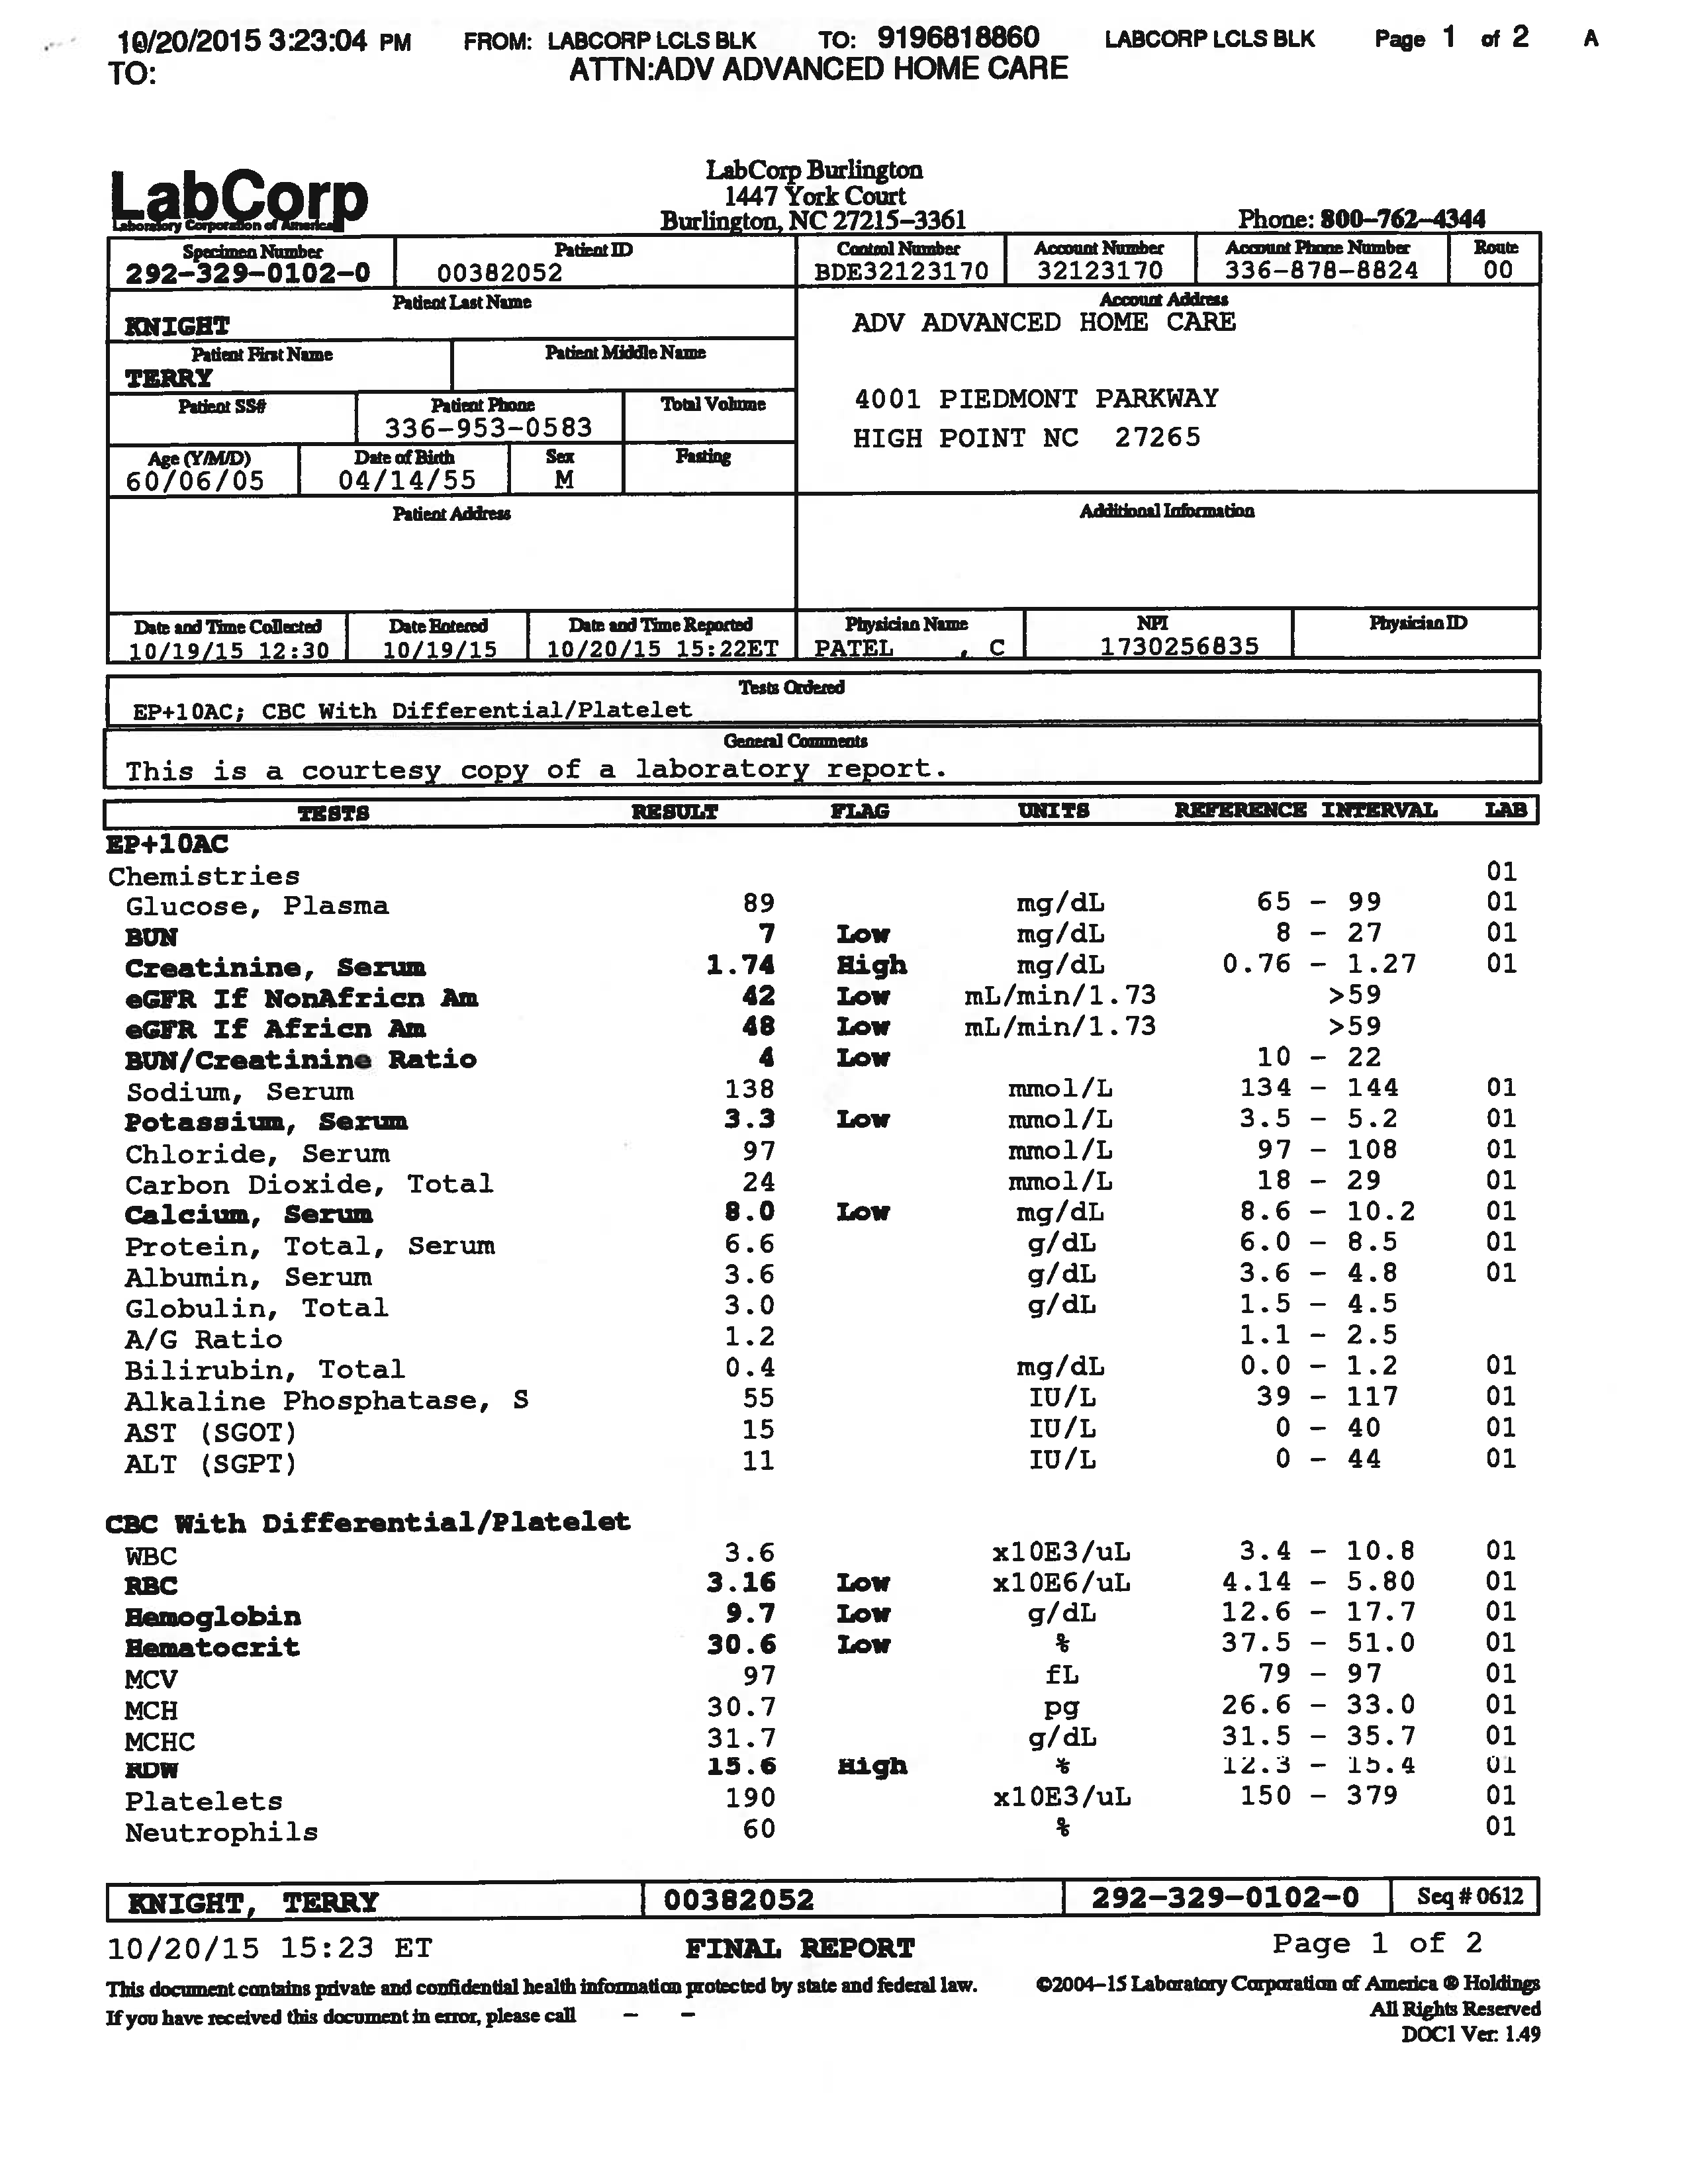 10/20/2015 3:23:04 PM FROM: LABCORP LCLS BLK TO: 9196818860 LABCORP LCLS BLK Page 1 of 2 A
TO: ATTN:ADV ADVANCED HOME CARE
LabCorp
Laboratory Corporation of America
LabCorp Burlington
1447 York Court
Burlington, NC 27215-3361 Phone: 800-762-4344
Specimen Number Patient ID Control Number Account Number Account Phone Number Route
292-329-0102-0 00382052 BDE32123170 32123170 336-878-8824 00
Patient Last Name Account Address
KNIGHT ADV ADVANCED HOME CARE
Patient First Name Patient Middle Name
TERRY
Patient SS# Patient Phone Total Volume 4001 PIEDMONT PARKWAY
336-953-0583 HIGH POINT NC 27265
Age (Y/M/D) Date of Birth Sex Fasting
60/06/05 04/14/55 M
Patient Address Additional Information
Date and Time Collected Date Entered Date and Time Reported Physician Name NPI Physician ID
10/19/15 12:30 10/19/15 10/20/15 15:22ET PATEL , C 1730256835
Tests Ordered
EP+10AC; CBC With Differential/Platelet
General Comments
This is a courtesy copy of a laboratory report.
TESTS RESULT FLAG UNITS REFERENCE INTERVAL LAB
EP+10AC
Chemistries 01
Glucose, Plasma 89 mg/dL 65 - 99 01
BUN 7 Low mg/dL 8 - 27 01
Creatinine, Serum 1.74 High mg/dL 0.76 - 1.27 01
eGFR If NonAfricn Am 42 Low mL/min/1.73 >59
eGFR If Africn Am 48 Low mL/min/1.73 >59
BUN/Creatinine Ratio 4 Low 10 - 22
Sodium, Serum 138 mmol/L 134 - 144 01
Potassium, Serum 3.3 Low mmol/L 3.5 - 5.2 01
Chloride, Serum 97 mmol/L 97 - 108 01
Carbon Dioxide, Total 24 mmol/L 18 - 29 01
Calcium, Serum 8.0 Low mg/dL 8.6 - 10.2 01
Protein, Total, Serum 6.6 g/dL 6.0 - 8.5 01
Albumin, Serum 3.6 g/dL 3.6 - 4.8 01
Globulin, Total 3.0 g/dL 1.5 - 4.5
A/G Ratio 1.2 1.1 - 2.5
Bilirubin, Total 0.4 mg/dL 0.0 - 1.2 01
Alkaline Phosphatase, S 55 IU/L 39 - 117 01
AST (SGOT) 15 IU/L 0 - 40 01
ALT (SGPT) 11 IU/L 0 - 44 01
CBC With Differential/Platelet
WBC 3.6 x10E3/uL 3.4 - 10.8 01
RBC 3.16 Low x10E6/uL 4.14 - 5.80 01
Hemoglobin 9.7 Low g/dL 12.6 - 17.7 01
Hematocrit 30.6 Low % 37.5 - 51.0 01
MCV 97 fL 79 - 97 01
MCH 30.7 pg 26.6 - 33.0 01
MCHC 31.7 g/dL 31.5 - 35.7 01
RDW 15.6 High % 12.3 - 15.4 01
Platelets 190 x10E3/uL 150 - 379 01
Neutrophils 60 % 01
KNIGHT, TERRY 00382052 292-329-0102-0 Seq # 0612
10/20/15 15:23 ET FINAL REPORT Page 1 of 2
This document contains private and confidential health information protected by state and federal law. ©2004-15 Laboratory Corporation of America ® Holdings
If you have received this document in error, please call - - All Rights Reserved
DOC1 Ver: 1.49